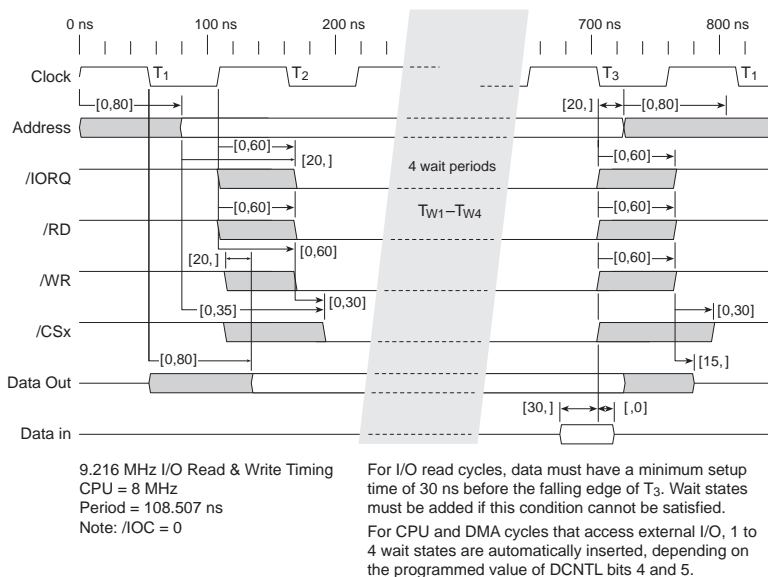 0 ns 100 ns 200 ns 700 ns 800 ns
Clock T1 T2 T3 T1
[0,80] [20,] [0,80]
Address
[0,60] [20,] [0,60]
/IORQ
4 wait periods
TW1–TW4
[0,60] [0,60]
/RD
[20,] [0,60] [0,60]
/WR
[0,35] [0,30] [0,30]
/CSx
[0,80] [15,]
Data Out
[30,] [,0]
Data in
9.216 MHz I/O Read & Write Timing
CPU = 8 MHz
Period = 108.507 ns
Note: /IOC = 0
For I/O read cycles, data must have a minimum setup
time of 30 ns before the falling edge of T3. Wait states
must be added if this condition cannot be satisfied.
For CPU and DMA cycles that access external I/O, 1 to
4 wait states are automatically inserted, depending on
the programmed value of DCNTL bits 4 and 5.